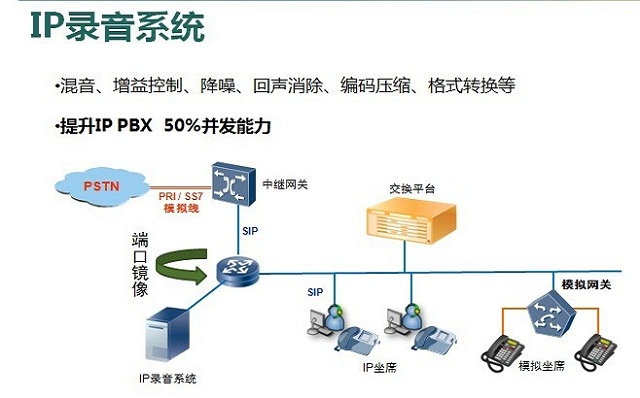 IP录音系统
•混音、增益控制、降噪、回声消除、编码压缩、格式转换等
•提升IP PBX 50%并发能力
PSTN
PRI / SS7
模拟线
中继网关
交换平台
SIP
端口镜像
SIP
模拟网关
IP录音系统
IP坐席
模拟坐席